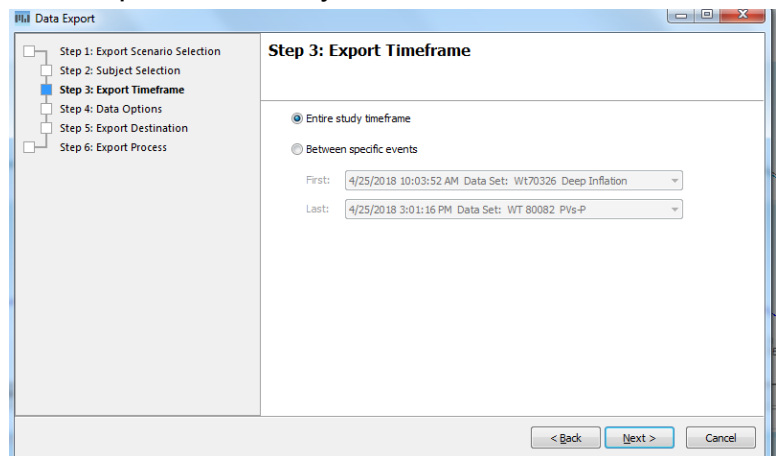 Data Export
Step 1: Export Scenario Selection
Step 2: Subject Selection
Step 3: Export Timeframe
Step 4: Data Options
Step 5: Export Destination
Step 6: Export Process
Step 3: Export Timeframe
Entire study timeframe
Between specific events
First: 4/25/2018 10:03:52 AM Data Set: Wt70326 Deep Inflation
Last: 4/25/2018 3:01:16 PM Data Set: WT 80082 PVs-P
< Back Next > Cancel